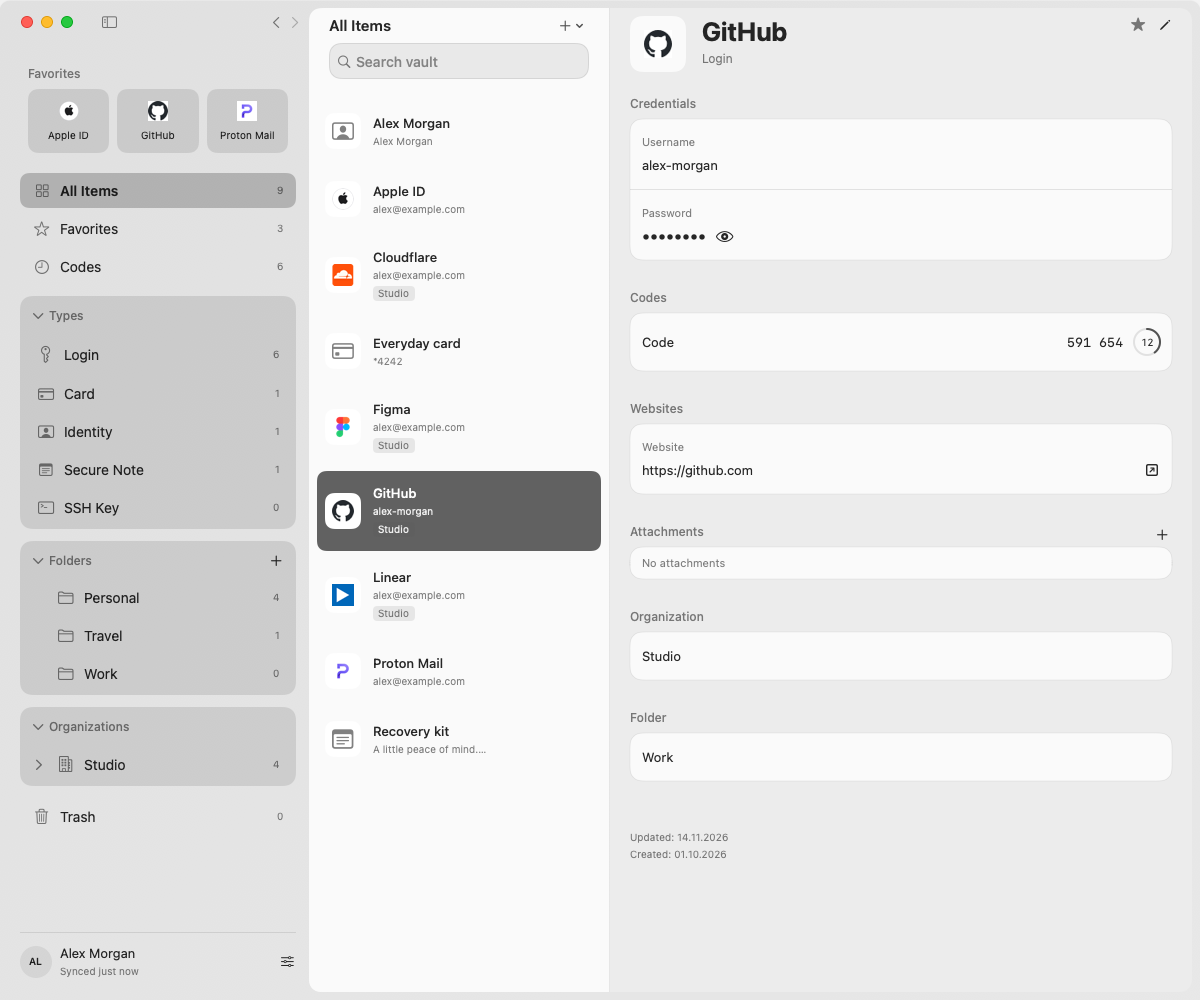 Favorites
Apple ID
GitHub
Proton Mail
All Items 9
Favorites 3
Codes 6
Types
Login 6
Card 1
Identity 1
Secure Note 1
SSH Key 0
Folders
Personal 4
Travel 1
Work 0
Organizations
Studio 4
Trash 0
AL
Alex Morgan
Synced just now
All Items
Search vault
Alex Morgan
Alex Morgan
Apple ID
alex@example.com
Cloudflare
alex@example.com
Studio
Everyday card
*4242
Figma
alex@example.com
Studio
GitHub
alex-morgan
Studio
Linear
alex@example.com
Studio
Proton Mail
alex@example.com
Recovery kit
A little peace of mind....
GitHub
Login
Credentials
Username
alex-morgan
Password
••••••••
Codes
Code 591 654 12
Websites
Website
https://github.com
Attachments
No attachments
Organization
Studio
Folder
Work
Updated: 14.11.2026
Created: 01.10.2026